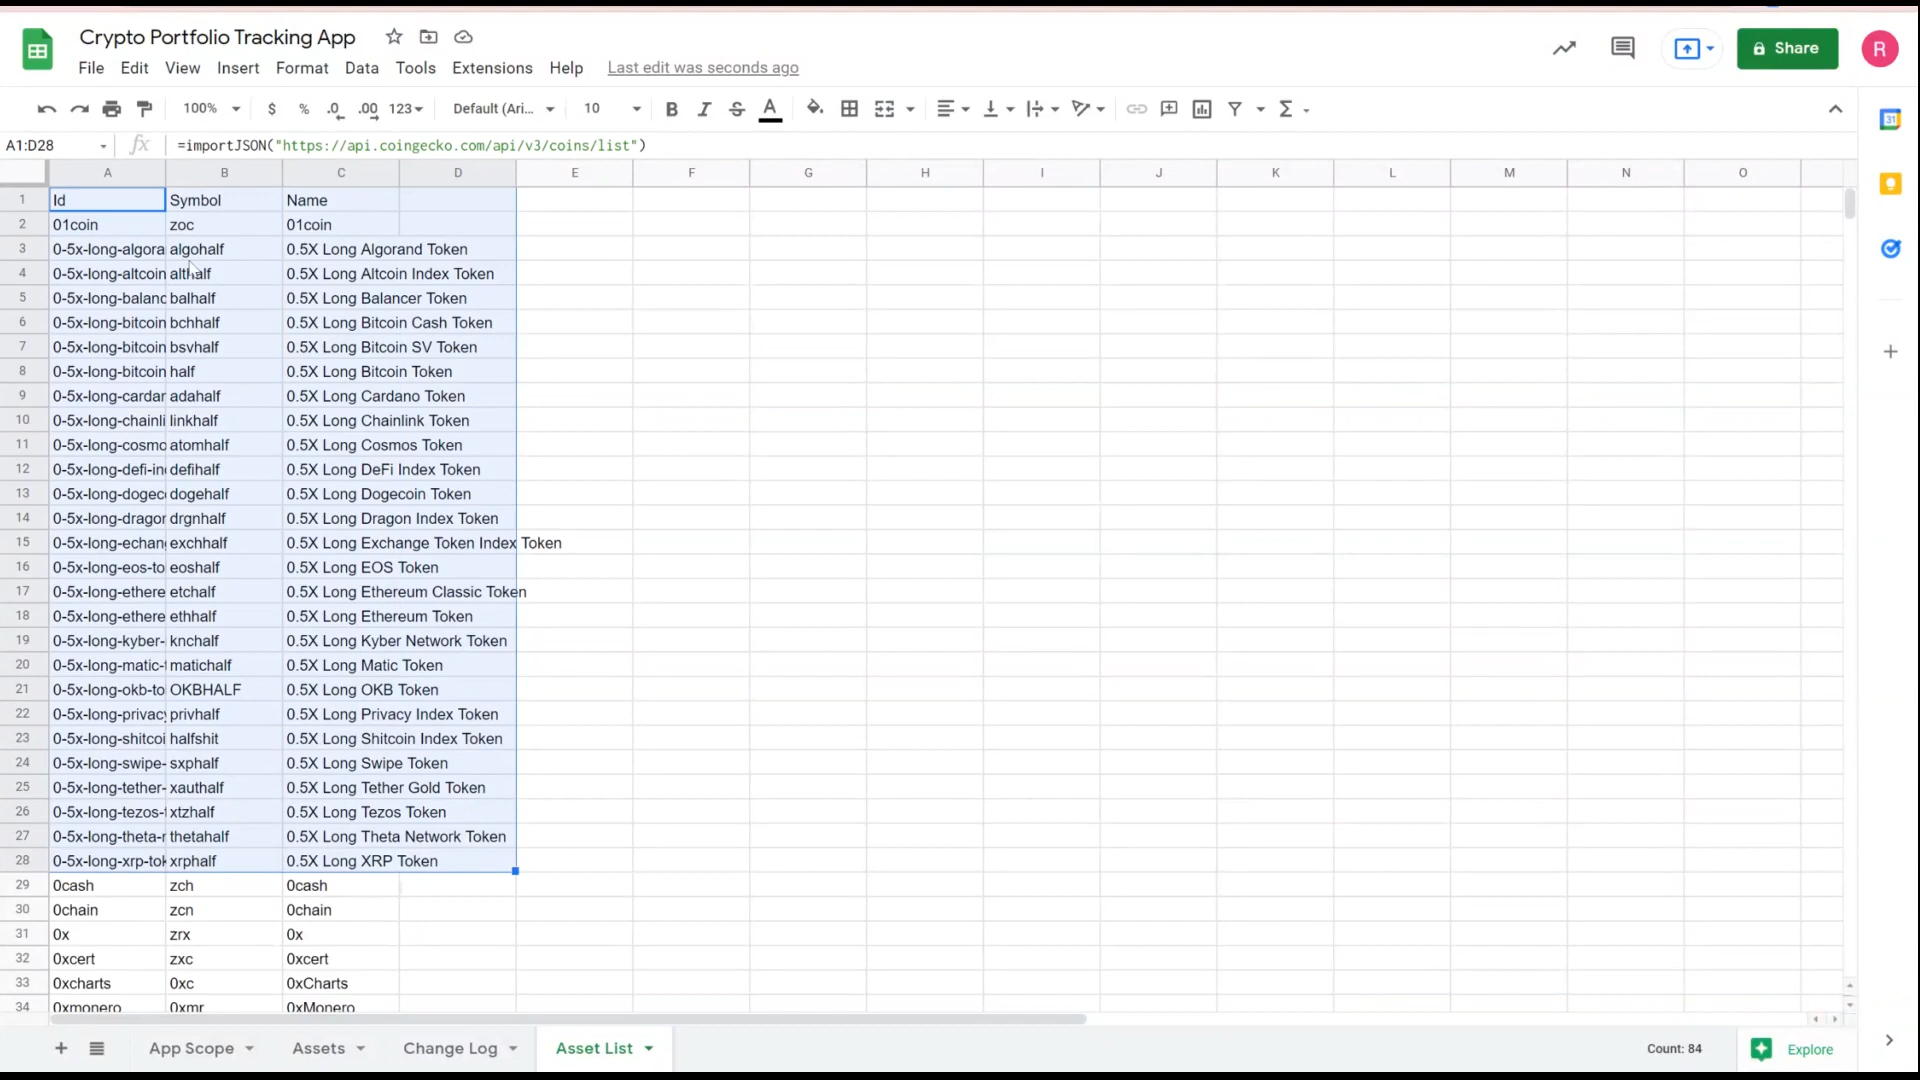 Crypto Portfolio Tracking App
File Edit View Insert Format Data Tools Extensions Help Last edit was seconds ago
Share
R
100% $ % .0 .00 123 Default (Ari... 10 B I S A
31
A1:D28 fx =importJSON("https://api.coingecko.com/api/v3/coins/list")
A B C D E F G H I J K L M N O
1 Id Symbol Name
2 01coin zoc 01coin
3 0-5x-long-algora algohalf 0.5X Long Algorand Token
4 0-5x-long-altcoin althalf 0.5X Long Altcoin Index Token
5 0-5x-long-balanc balhalf 0.5X Long Balancer Token
6 0-5x-long-bitcoin bchhalf 0.5X Long Bitcoin Cash Token
7 0-5x-long-bitcoin bsvhalf 0.5X Long Bitcoin SV Token
8 0-5x-long-bitcoin half 0.5X Long Bitcoin Token
9 0-5x-long-cardar adahalf 0.5X Long Cardano Token
10 0-5x-long-chainli linkhalf 0.5X Long Chainlink Token
11 0-5x-long-cosmo atomhalf 0.5X Long Cosmos Token
12 0-5x-long-defi-in defihalf 0.5X Long DeFi Index Token
13 0-5x-long-dogec dogehalf 0.5X Long Dogecoin Token
14 0-5x-long-dragor drgnhalf 0.5X Long Dragon Index Token
15 0-5x-long-echan exchhalf 0.5X Long Exchange Token Index Token
16 0-5x-long-eos-to eoshalf 0.5X Long EOS Token
17 0-5x-long-ethere etchalf 0.5X Long Ethereum Classic Token
18 0-5x-long-ethere ethhalf 0.5X Long Ethereum Token
19 0-5x-long-kyber- knchalf 0.5X Long Kyber Network Token
20 0-5x-long-matic-t matichalf 0.5X Long Matic Token
21 0-5x-long-okb-to OKBHALF 0.5X Long OKB Token
22 0-5x-long-privacy privhalf 0.5X Long Privacy Index Token
23 0-5x-long-shitcoi halfshit 0.5X Long Shitcoin Index Token
24 0-5x-long-swipe- sxphalf 0.5X Long Swipe Token
25 0-5x-long-tether- xauthalf 0.5X Long Tether Gold Token
26 0-5x-long-tezos-t xtzhalf 0.5X Long Tezos Token
27 0-5x-long-theta-r thetahalf 0.5X Long Theta Network Token
28 0-5x-long-xrp-tok xrphalf 0.5X Long XRP Token
29 0cash zch 0cash
30 0chain zcn 0chain
31 0x zrx 0x
32 0xcert zxc 0xcert
33 0xcharts 0xc 0xCharts
34 0xmonero 0xmr 0xMonero
App Scope Assets Change Log Asset List Count: 84 Explore